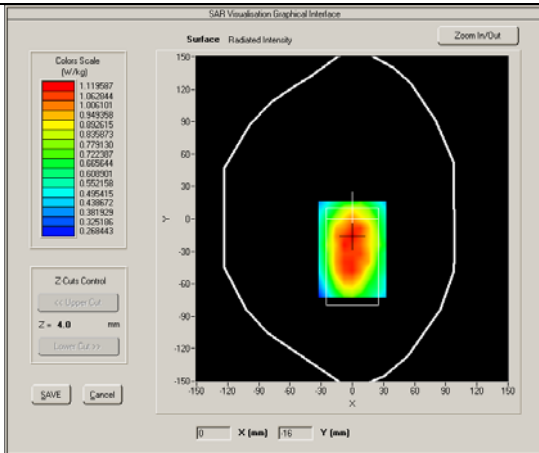 SAR Visualisation Graphical Interface
Surface Radiated Intensity
Zoom In/Out
Colors Scale
(W/kg)
1.119587
1.062844
1.006101
0.949358
0.892615
0.835873
0.779130
0.722387
0.665644
0.608901
0.552158
0.495415
0.438672
0.381929
0.325186
0.268443
Z-Cuts Control
<< Upper Cut
Z = 4.0 mm
Lower Cut >>
SAVE Cancel
150
120
90
60
30
0
-30
-60
-90
-120
-150
Y
-150 -120 -90 -60 -30 0 30 60 90 120 150
X
0 X (mm) -16 Y (mm)